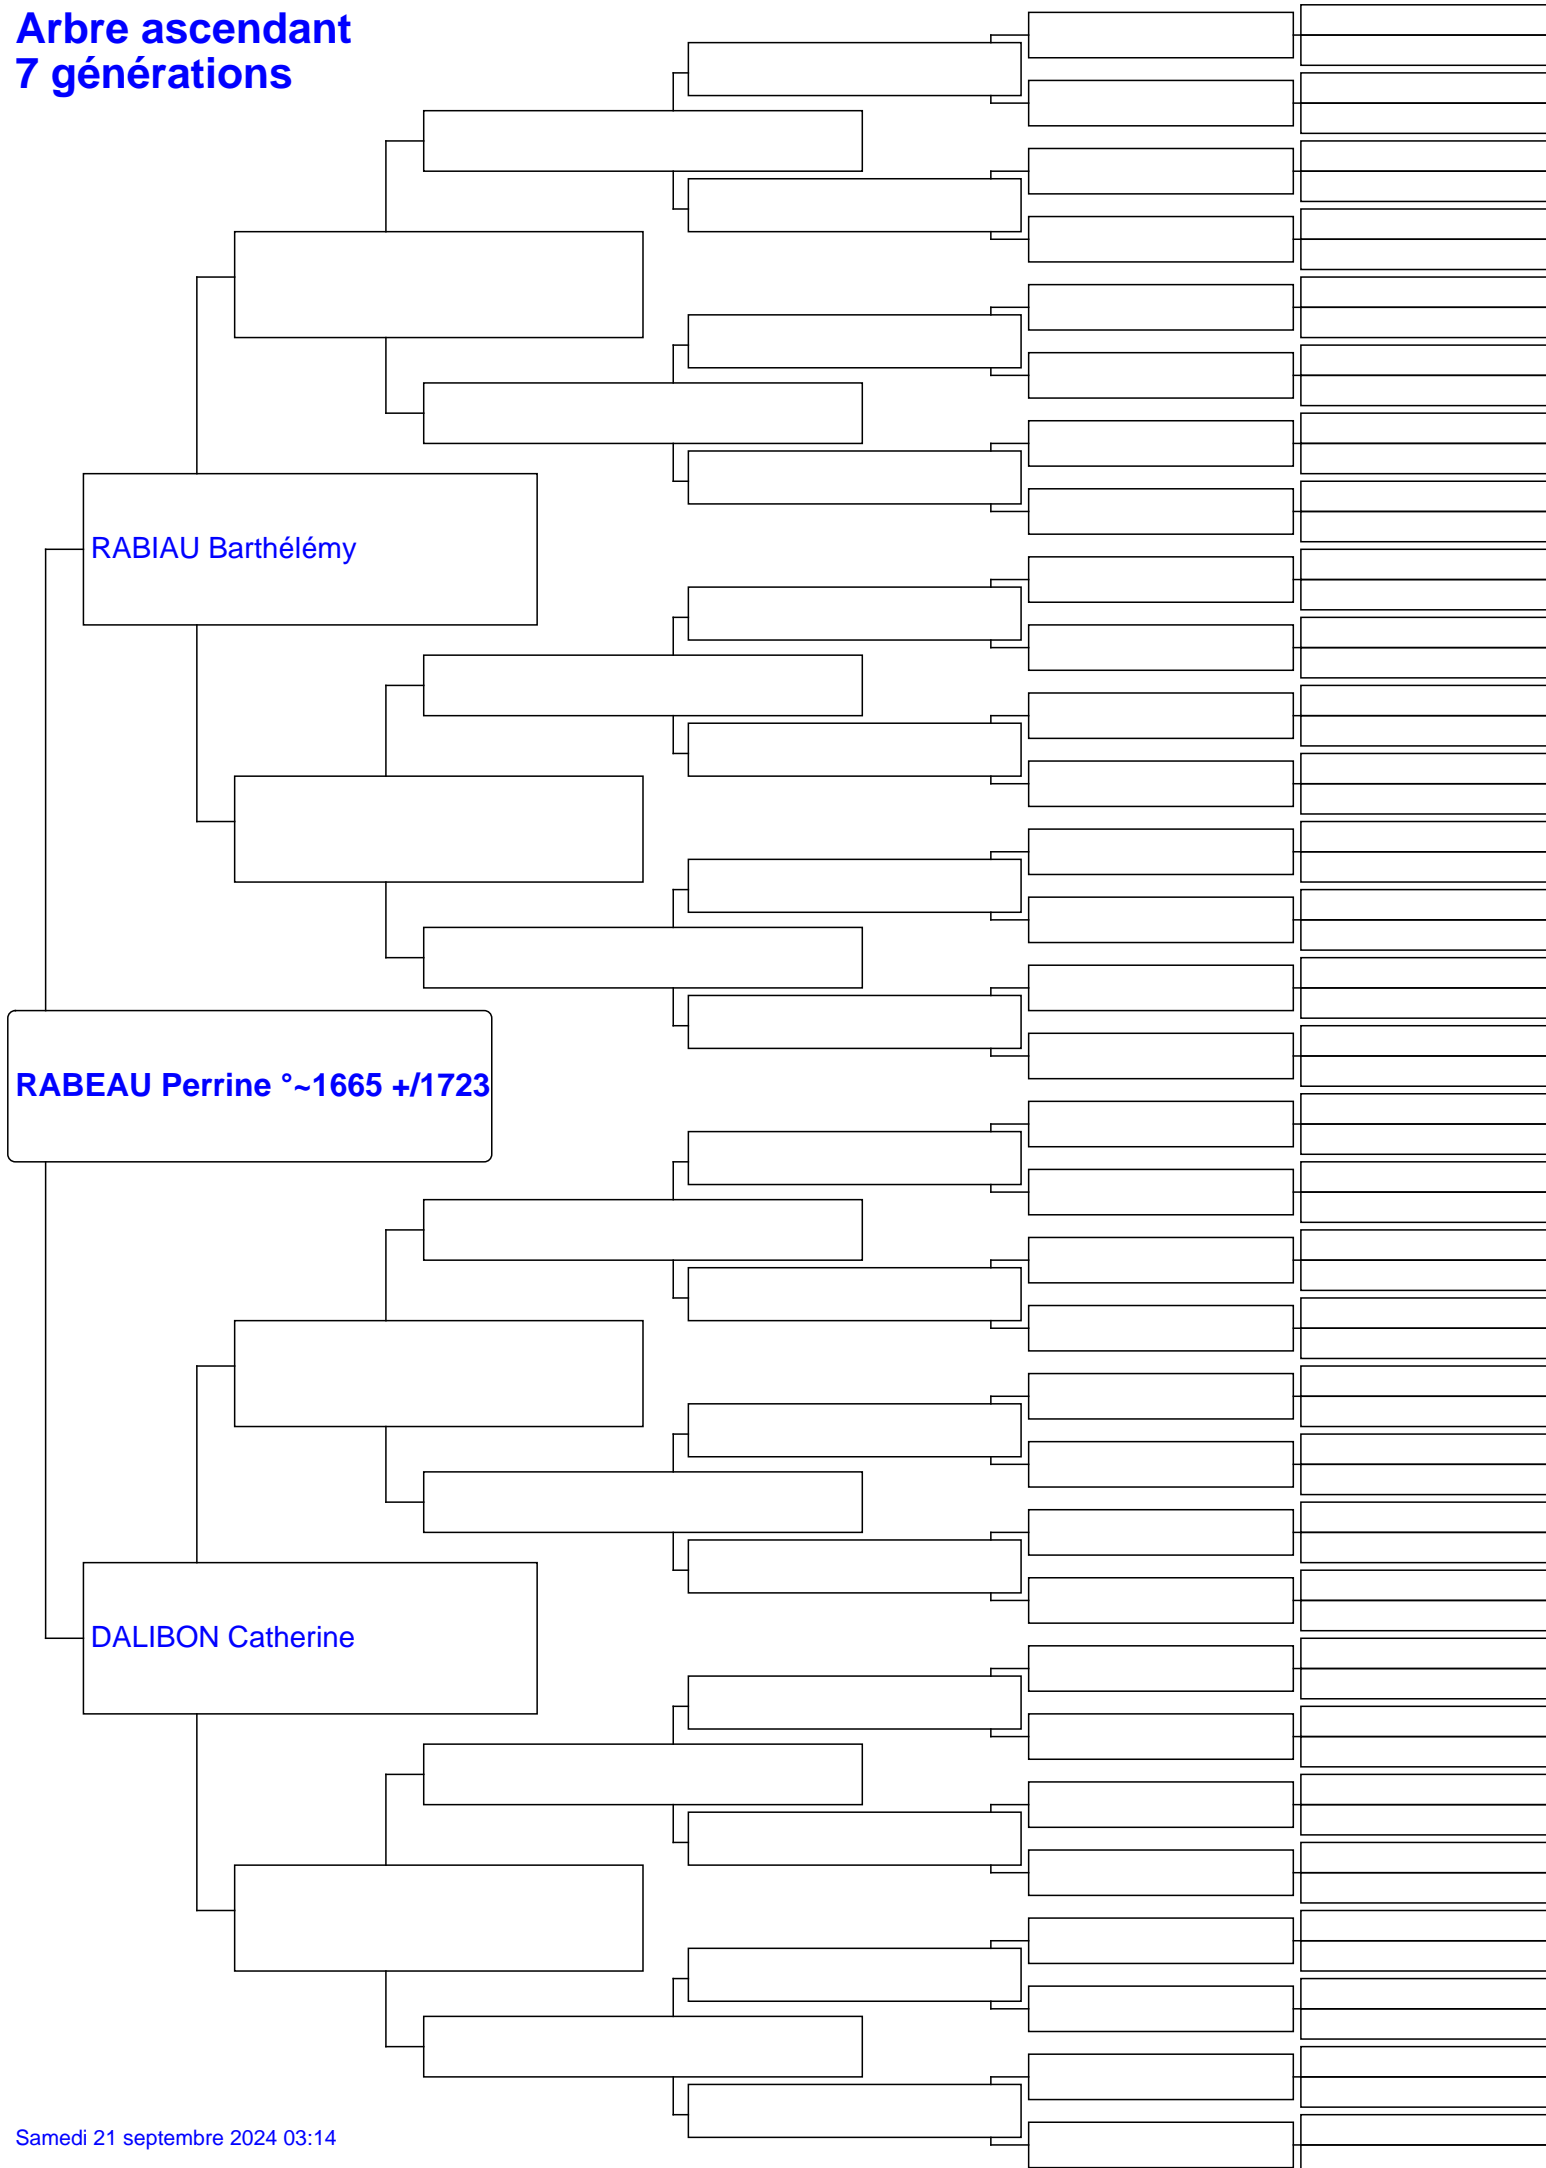 Arbre ascendant
7 générations
RABIAU Barthélémy
RABEAU Perrine °~1665 +/1723
DALIBON Catherine
Samedi 21 septembre 2024 03:14